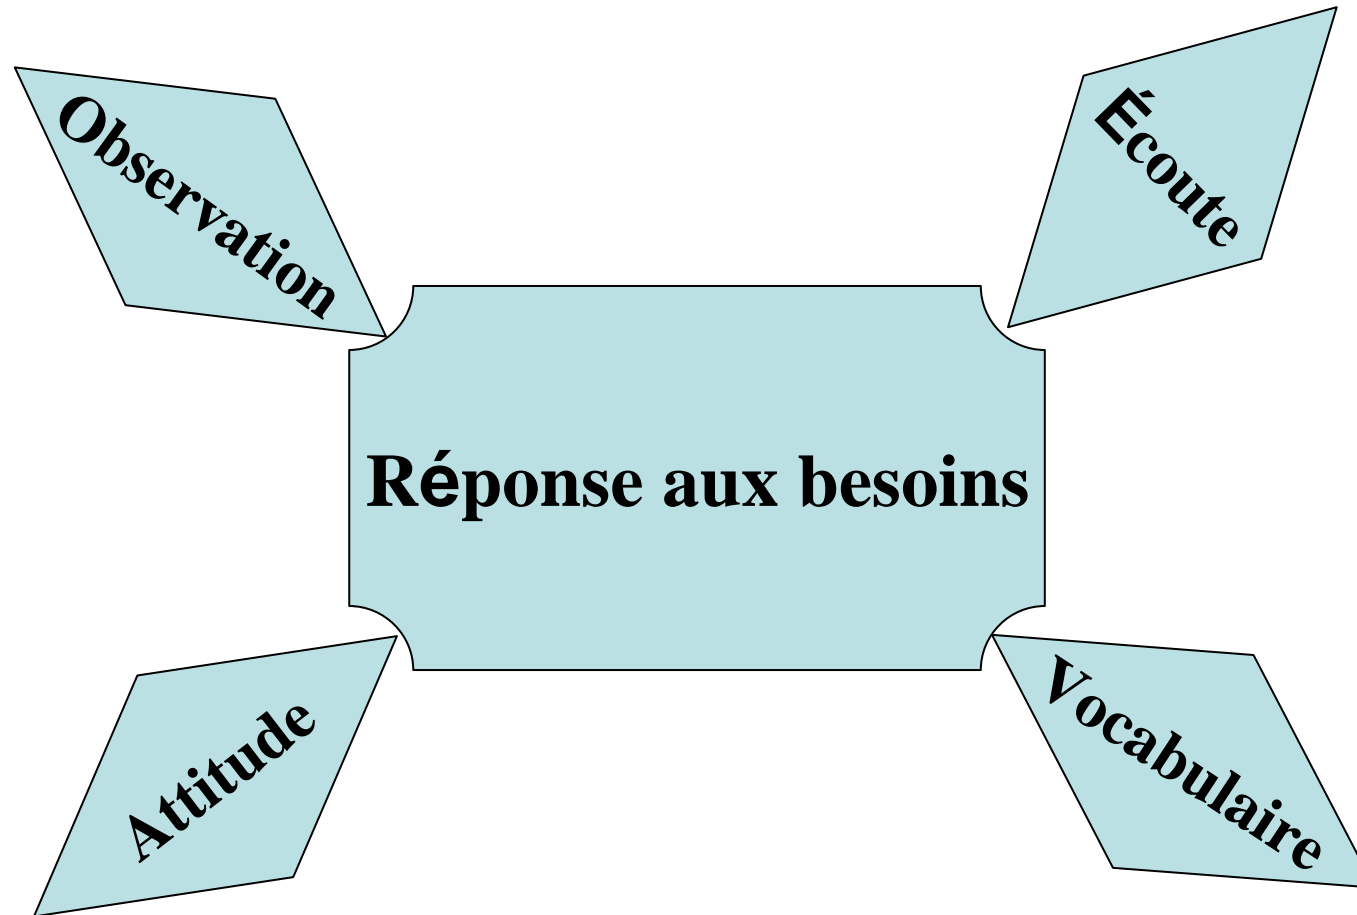 Observation
Écoute
Réponse aux besoins
Attitude
Vocabulaire